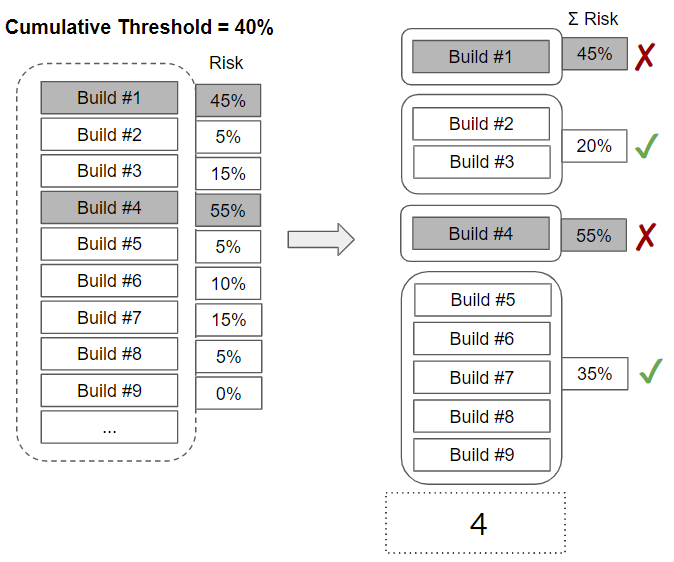 Cumulative Threshold = 40%
Risk
Build #1 45%
Build #2 5%
Build #3 15%
Build #4 55%
Build #5 5%
Build #6 10%
Build #7 15%
Build #8 5%
Build #9 0%
...
Σ Risk
Build #1 45% ✗
Build #2
Build #3
20% ✓
Build #4 55% ✗
Build #5
Build #6
Build #7
Build #8
Build #9
35% ✓
4